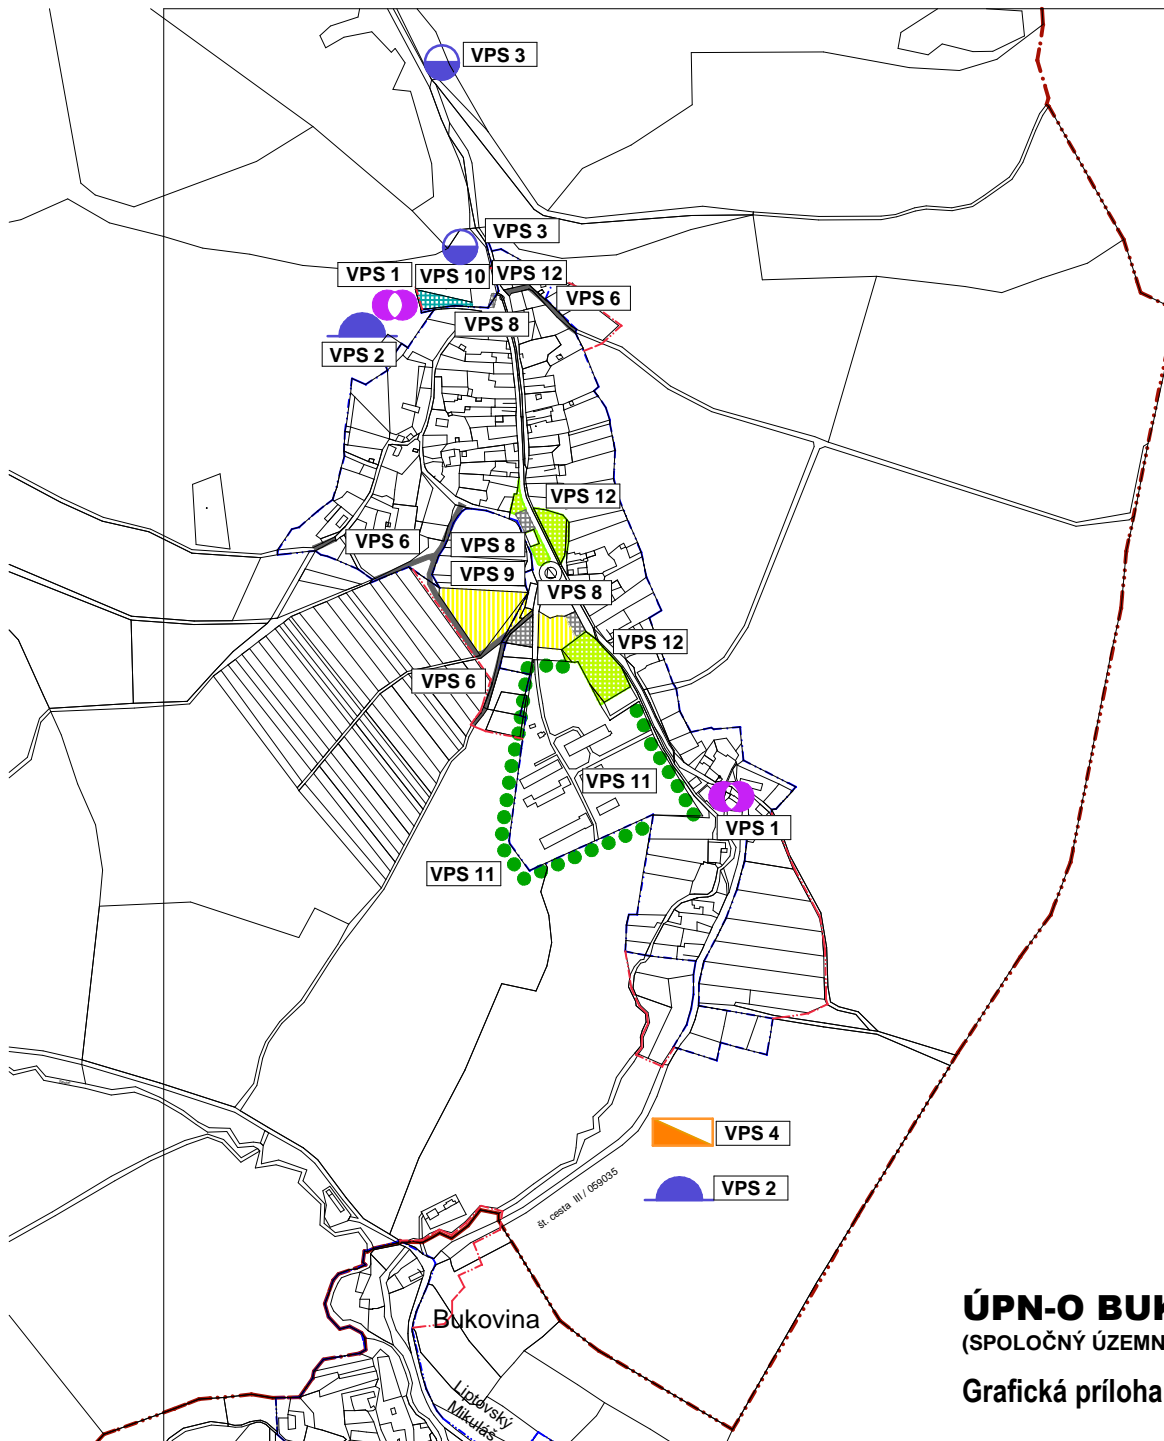 VPS 3
VPS 3
VPS 1
VPS 10
VPS 12
VPS 6
VPS 8
VPS 2
VPS 12
VPS 6
VPS 8
VPS 9
VPS 8
VPS 12
VPS 6
VPS 11
VPS 1
VPS 11
VPS 4
VPS 2
št. cesta III / 059035
Bukovina
Liptovský
Mikuláš
ÚPN-O BUK
(SPOLOČNÝ ÚZEMN
Grafická príloha